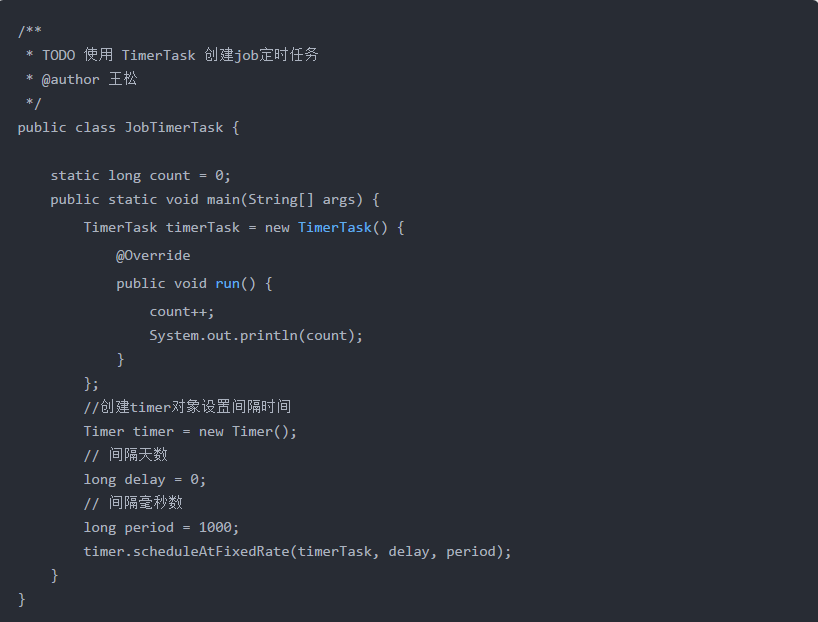 /**
 * TODO 使用 TimerTask 创建job定时任务
 * @author 王松
 */
public class JobTimerTask {
    static long count = 0;
    public static void main(String[] args) {
        TimerTask timerTask = new TimerTask() {
            @Override
            public void run() {
                count++;
                System.out.println(count);
            }
        };
        //创建timer对象设置间隔时间
        Timer timer = new Timer();
        // 间隔天数
        long delay = 0;
        // 间隔毫秒数
        long period = 1000;
        timer.scheduleAtFixedRate(timerTask, delay, period);
    }
}